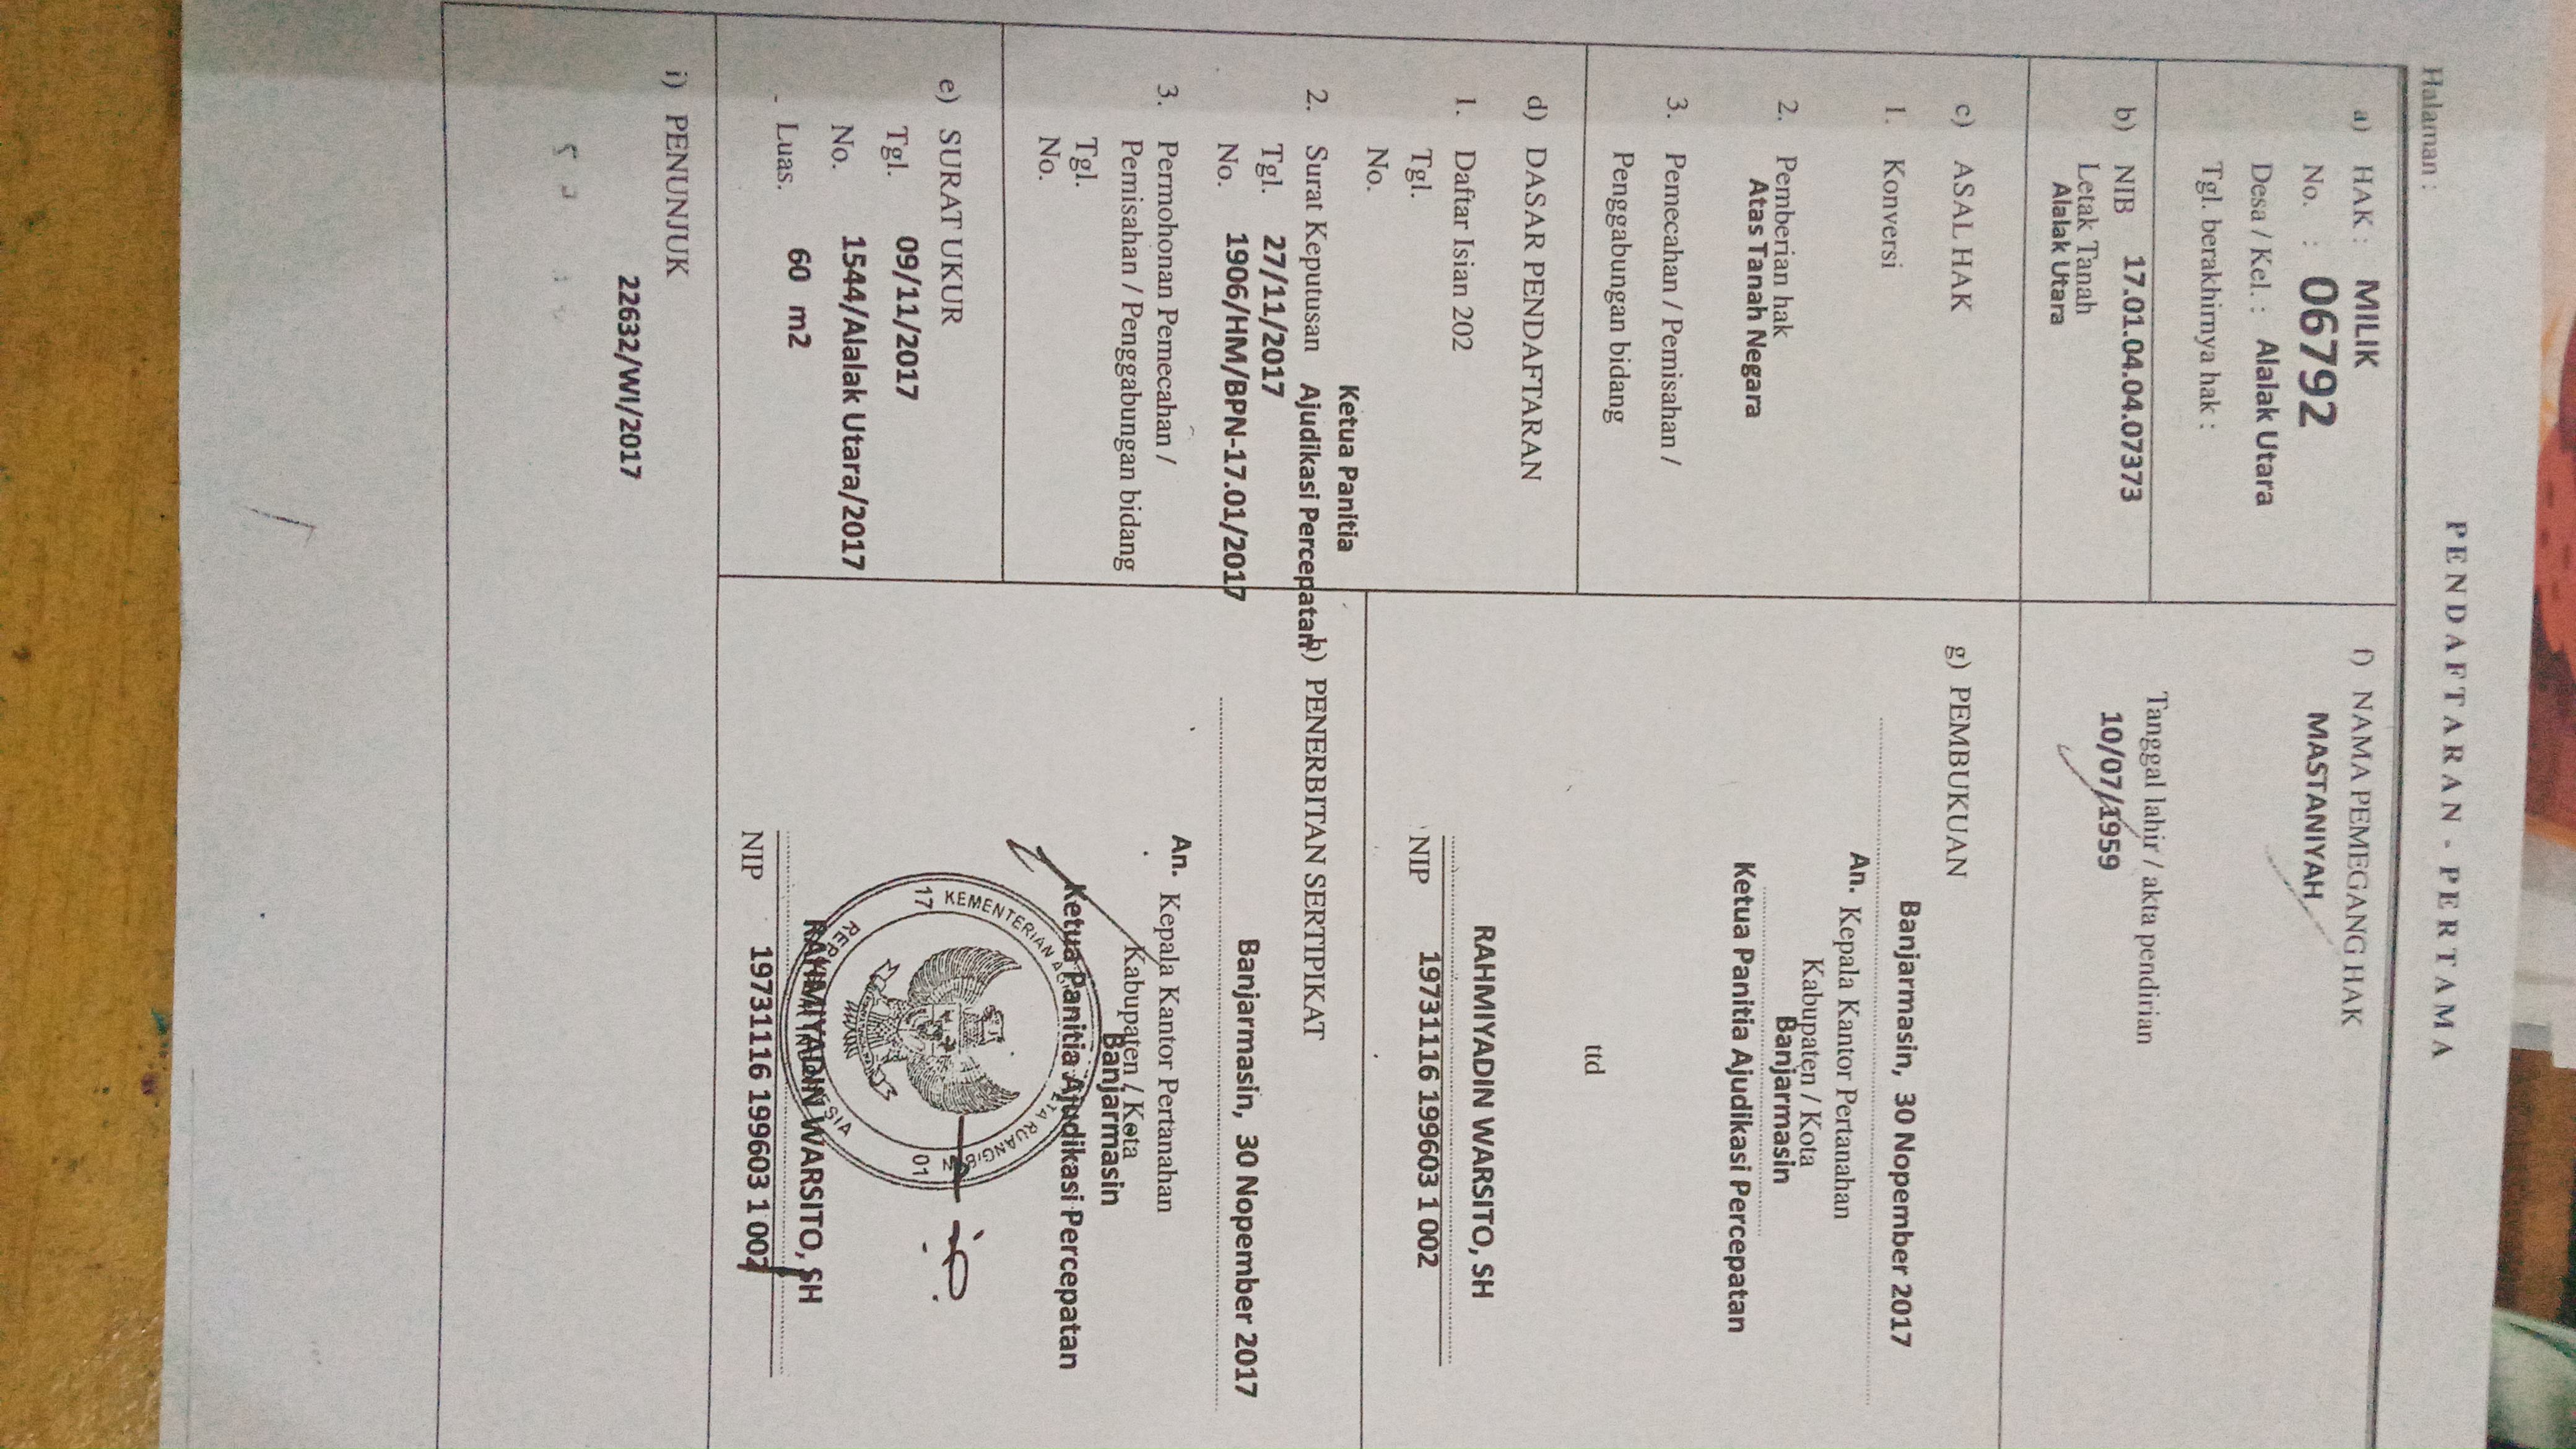 Halaman :
PENDAFTARAN - PERTAMA
a) HAK : MILIK
No. : 06792
Desa / Kel. : Alalak Utara
Tgl. berakhirnya hak :
b) NIB 17.01.04.04.07373
Letak Tanah
Alalak Utara
c) ASAL HAK
1. Konversi
2. Pemberian hak
Atas Tanah Negara
3. Pemecahan / Pemisahan /
Penggabungan bidang
d) DASAR PENDAFTARAN
1. Daftar Isian 202
Tgl.
No.
Ketua Panitia
2. Surat Keputusan Ajudikasi Percepatan
Tgl. 27/11/2017
No. 1906/HM/BPN-17.01/2017
3. Permohonan Pemecahan /
Pemisahan / Penggabungan bidang
Tgl.
No.
e) SURAT UKUR
Tgl. 09/11/2017
No. 1544/Alalak Utara/2017
Luas. 60 m2
f) NAMA PEMEGANG HAK
MASTANIYAH
Tanggal lahir / akta pendirian
10/07/1959
g) PEMBUKUAN
Banjarmasin, 30 Nopember 2017
An. Kepala Kantor Pertanahan
Kabupaten / Kota
Banjarmasin
Ketua Panitia Ajudikasi Percepatan
ttd
RAHMIYADIN WARSITO, SH
NIP 19731116 199603 1 002
h) PENERBITAN SERTIPIKAT
Banjarmasin, 30 Nopember 2017
An. Kepala Kantor Pertanahan
Kabupaten / Kota
Banjarmasin
Ketua Panitia Ajudikasi Percepatan
17 KEMENTERIAN
TA RUANG/B N 01
RAHMIYADIN WARSITO, SH
NIP 19731116 199603 1 002
i) PENUNJUK
22632/WI/2017